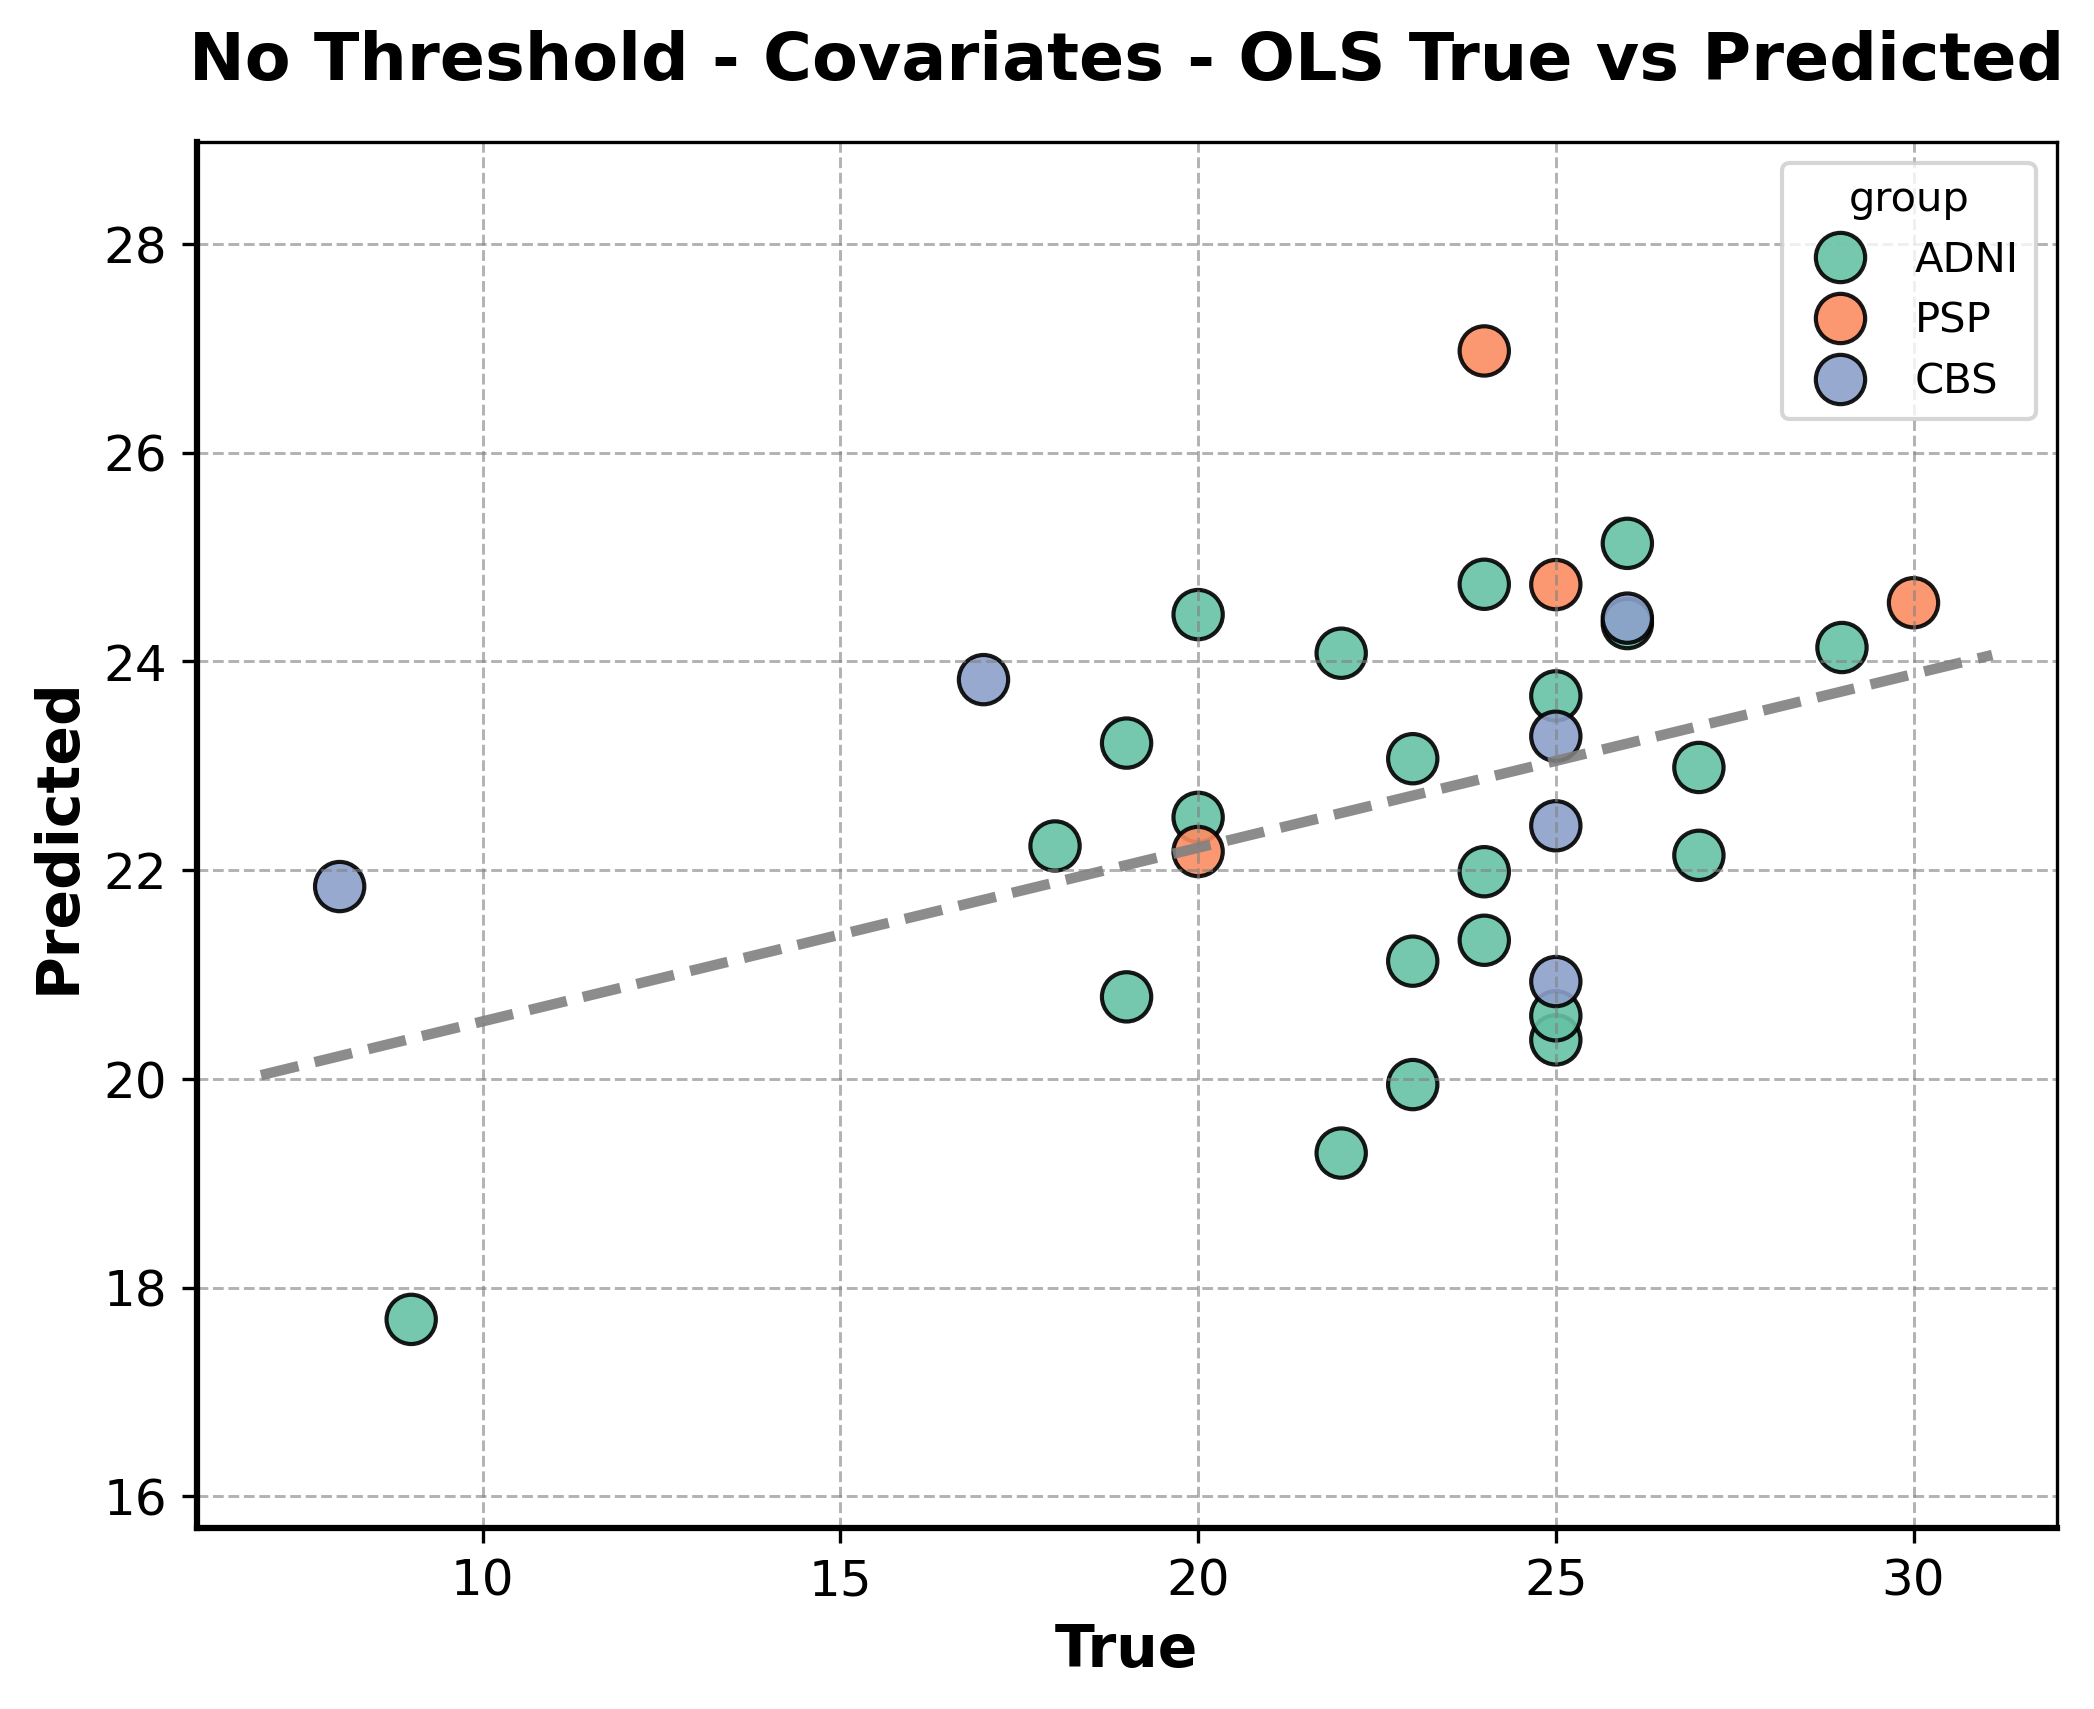 No Threshold - Covariates - OLS True vs Predicted
group
ADNI
PSP
CBS
28
26
24
22
20
18
16
Predicted
10 15 20 25 30
True